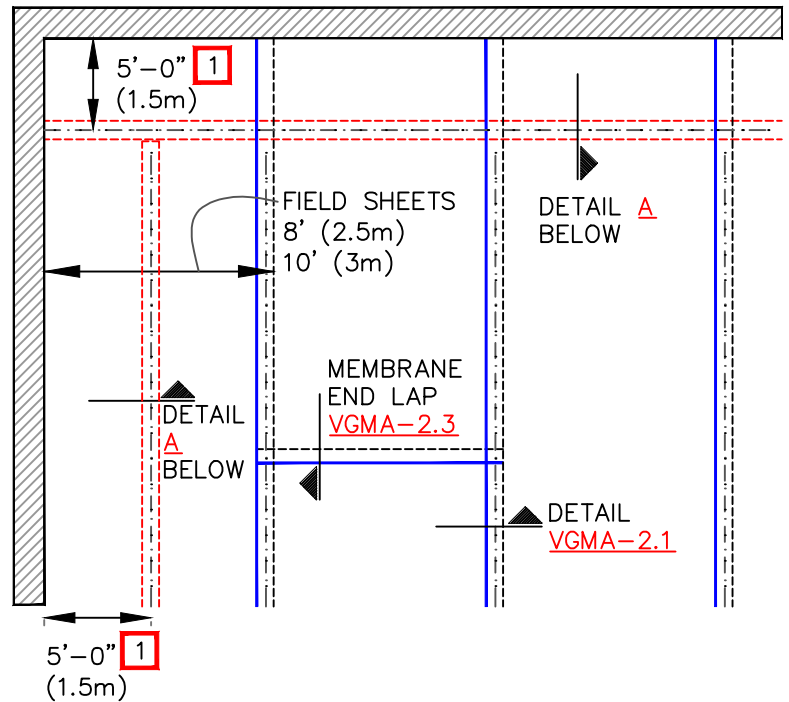 5'-0" 1
(1.5m)
FIELD SHEETS
8' (2.5m)
10' (3m)
DETAIL A
BELOW
MEMBRANE
END LAP
VGMA-2.3
DETAIL
A
BELOW
DETAIL
VGMA-2.1
5'-0" 1
(1.5m)